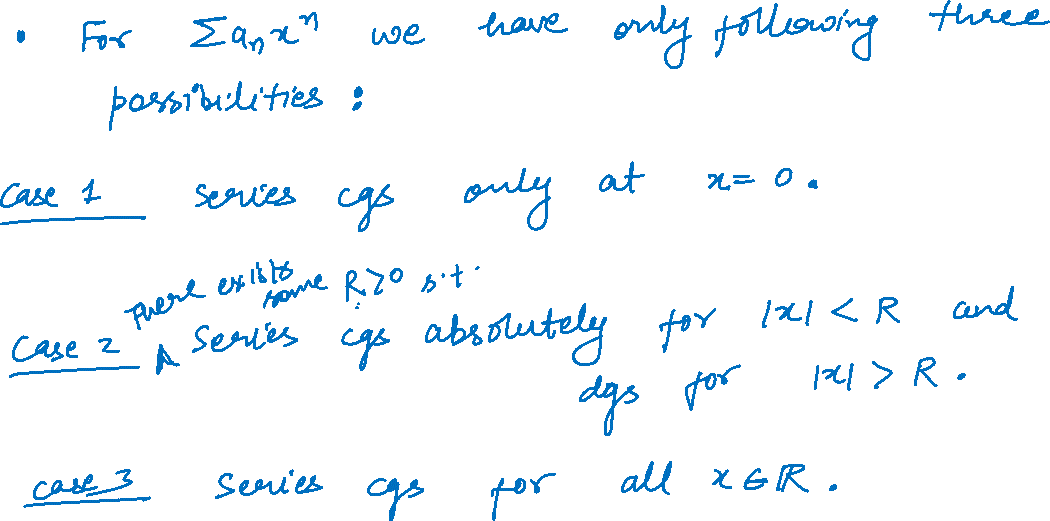 • For Σaₙxⁿ we have only following three
possibilities :
Case 1 series cgs only at x = 0.
There exists some R>0 s.t.
Case 2 ∧ Series cgs absolutely for |x| < R and
dgs for |x| > R.
case 3 series cgs for all x ∈ ℝ.